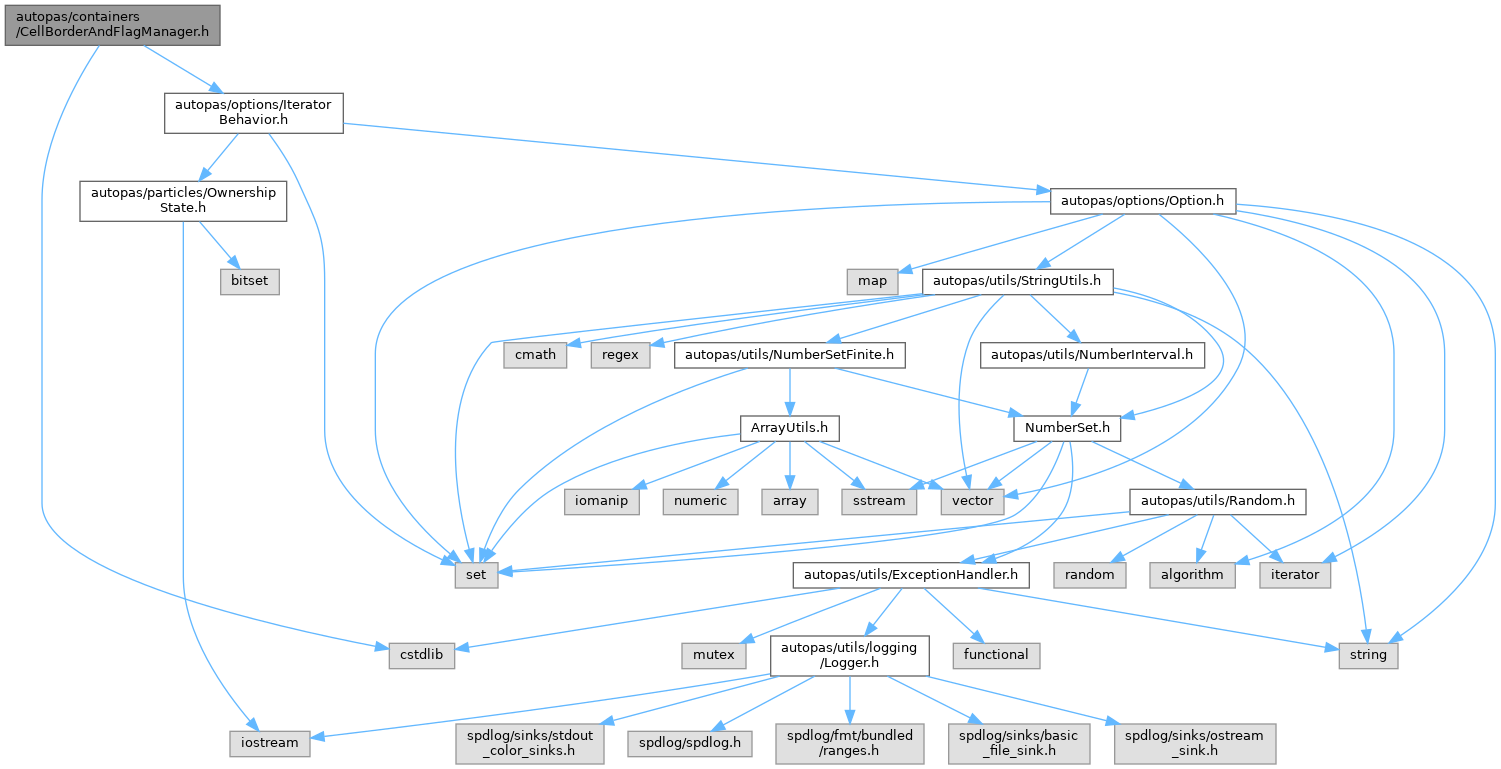 autopas/containers
/CellBorderAndFlagManager.h
autopas/options/Iterator
Behavior.h
autopas/particles/Ownership
State.h
autopas/options/Option.h
bitset
map
autopas/utils/StringUtils.h
cmath
regex
autopas/utils/NumberSetFinite.h
autopas/utils/NumberInterval.h
ArrayUtils.h
NumberSet.h
iomanip
numeric
array
sstream
vector
autopas/utils/Random.h
set
autopas/utils/ExceptionHandler.h
random
algorithm
iterator
cstdlib
mutex
autopas/utils/logging
/Logger.h
functional
string
iostream
spdlog/sinks/stdout
_color_sinks.h
spdlog/spdlog.h
spdlog/fmt/bundled
/ranges.h
spdlog/sinks/basic
_file_sink.h
spdlog/sinks/ostream
_sink.h